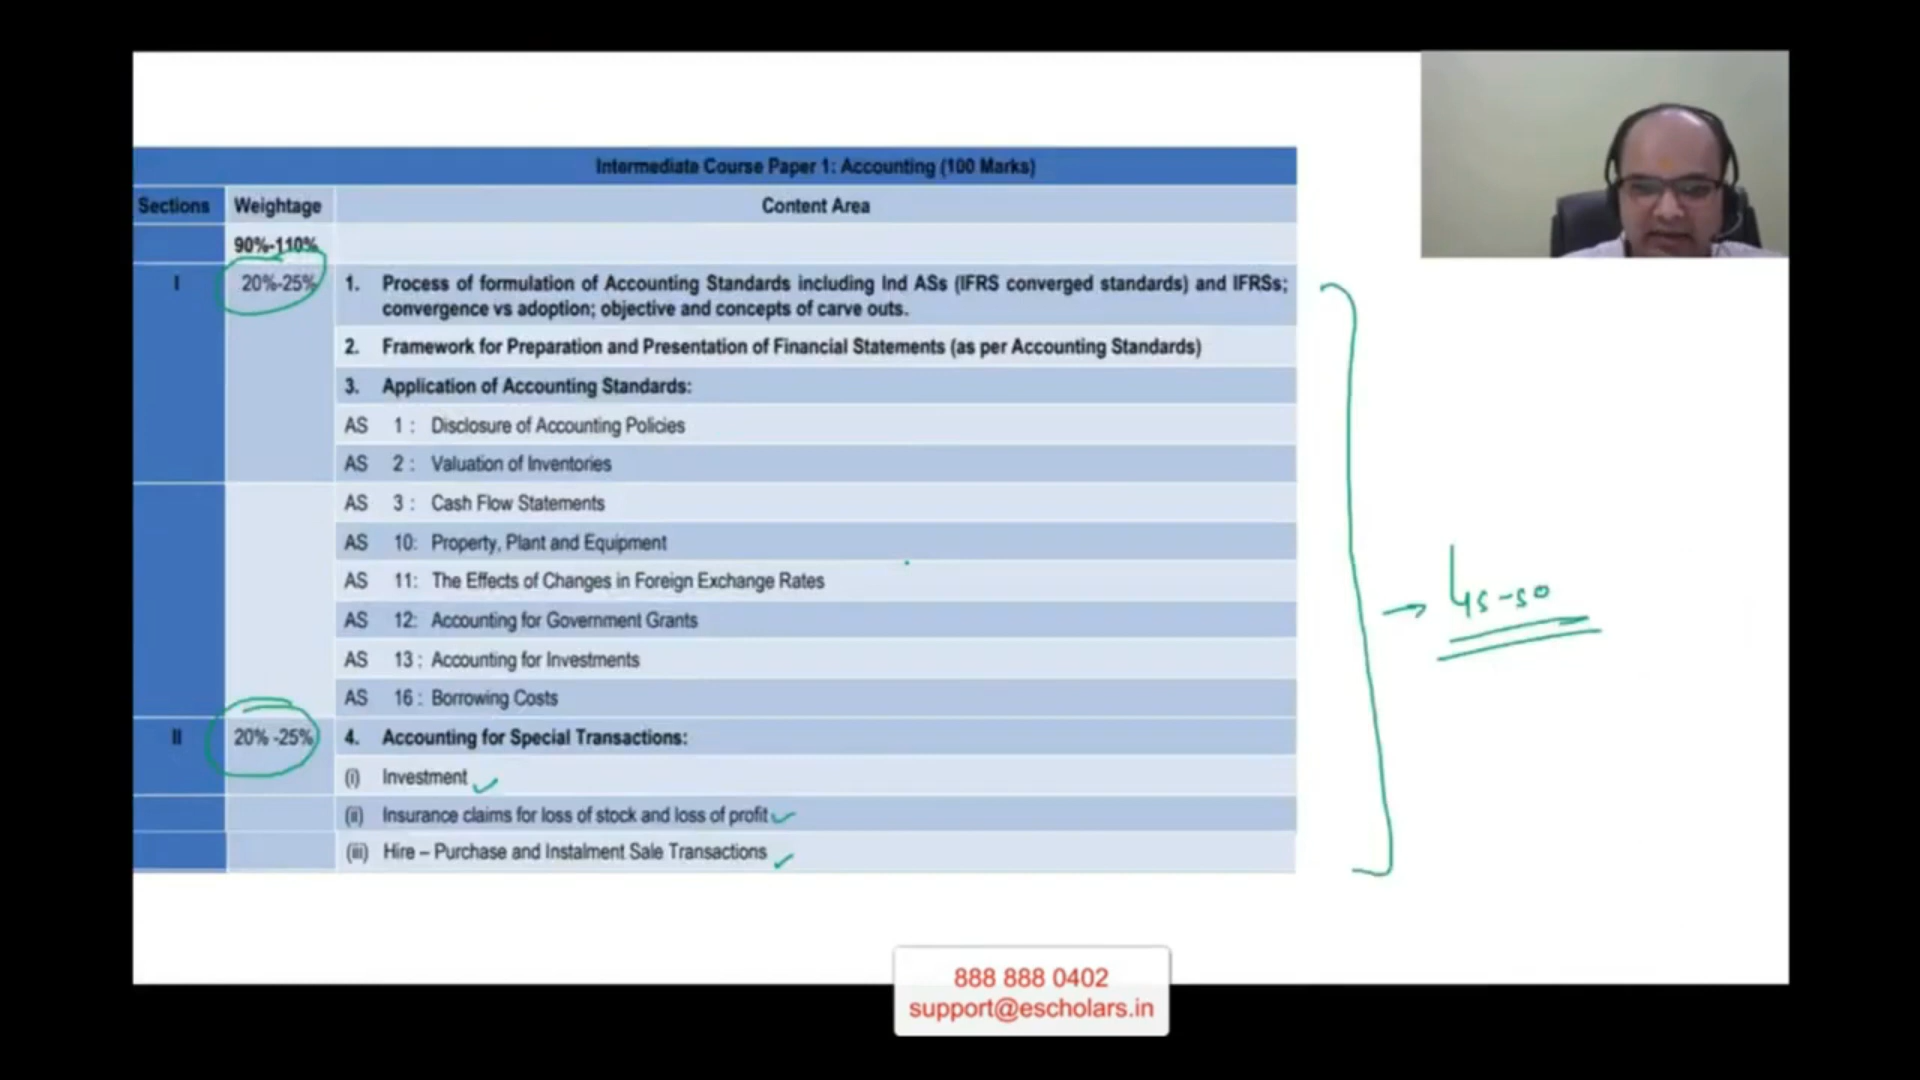 Intermediate Course Paper 1: Accounting (100 Marks)
Sections Weightage Content Area
90%-110%
I 20%-25% 1. Process of formulation of Accounting Standards including Ind ASs (IFRS converged standards) and IFRSs;
convergence vs adoption; objective and concepts of carve outs.
2. Framework for Preparation and Presentation of Financial Statements (as per Accounting Standards)
3. Application of Accounting Standards:
AS 1 : Disclosure of Accounting Policies
AS 2 : Valuation of Inventories
AS 3 : Cash Flow Statements
AS 10: Property, Plant and Equipment
AS 11: The Effects of Changes in Foreign Exchange Rates
AS 12: Accounting for Government Grants
AS 13 : Accounting for Investments
AS 16 : Borrowing Costs
II 20% -25% 4. Accounting for Special Transactions:
(i) Investment
(ii) Insurance claims for loss of stock and loss of profit
(iii) Hire – Purchase and Instalment Sale Transactions
45-50
888 888 0402
support@escholars.in